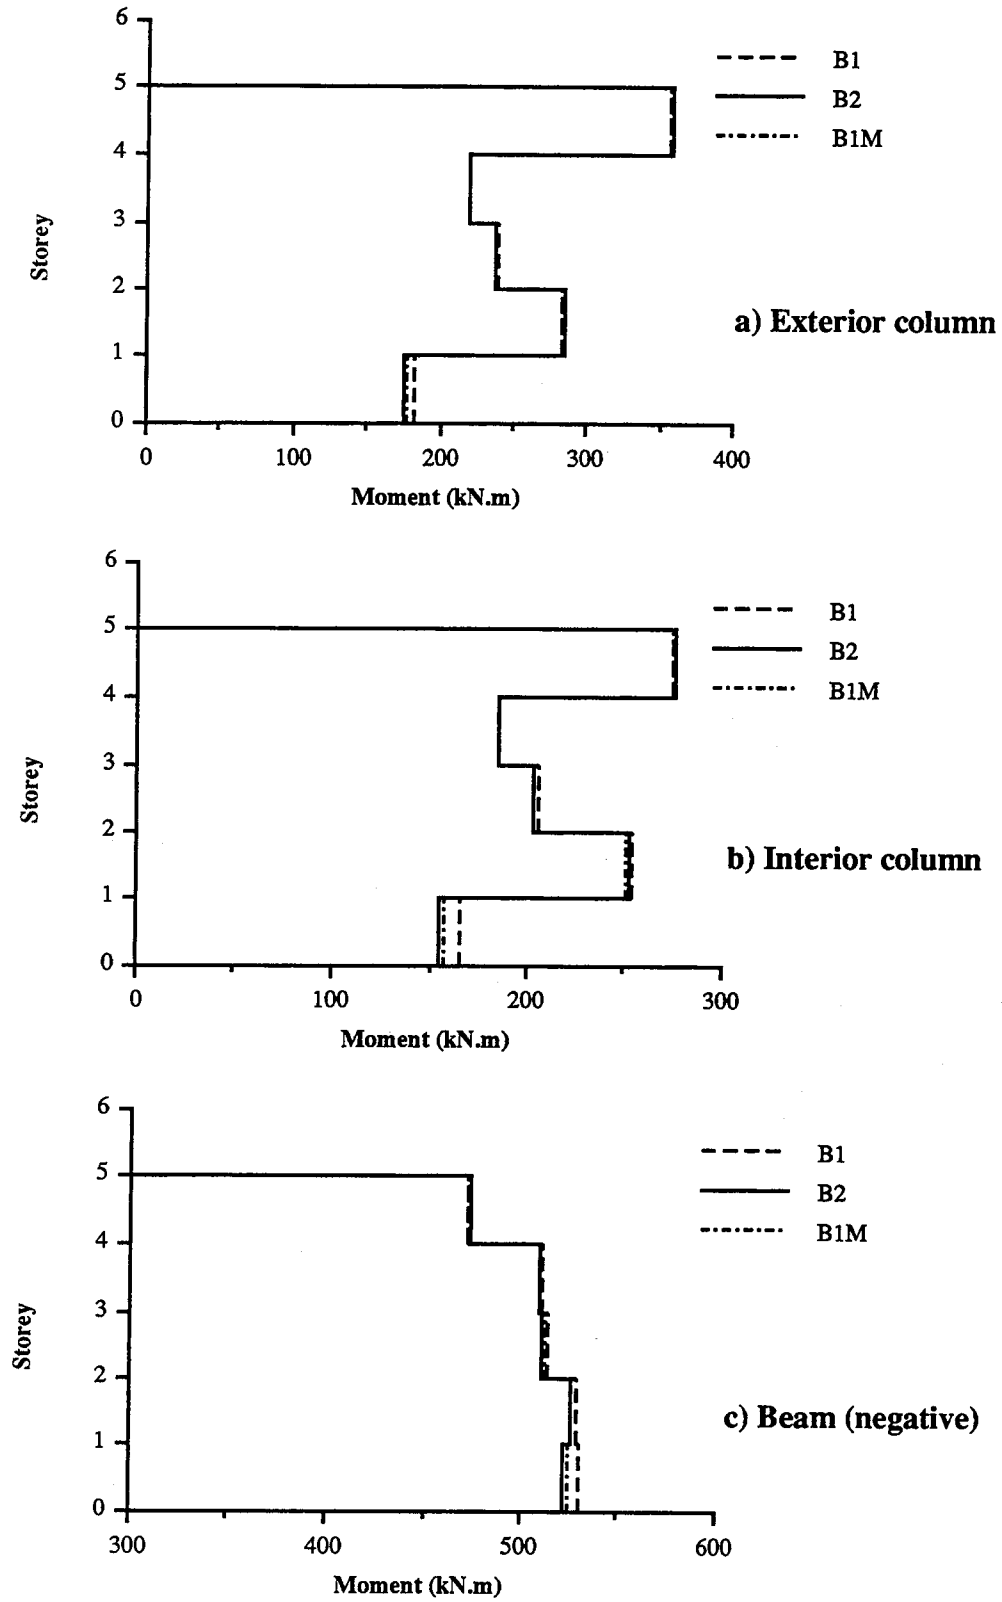 6
5
4
3
2
1
0
Storey
B1
B2
B1M
a) Exterior column
0 100 200 300 400
Moment (kN.m)
6
5
4
3
2
1
0
Storey
B1
B2
B1M
b) Interior column
0 100 200 300
Moment (kN.m)
6
5
4
3
2
1
0
Storey
B1
B2
B1M
c) Beam (negative)
300 400 500 600
Moment (kN.m)